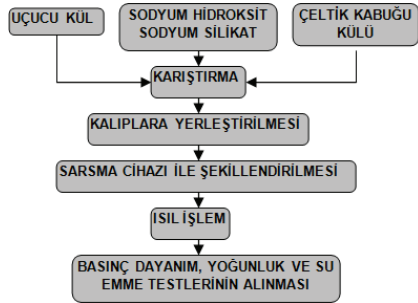 UÇUCU KÜL
SODYUM HİDROKSİT
SODYUM SİLİKAT
ÇELTİK KABUĞU
KÜLÜ
KARIŞTIRMA
KALIPLARA YERLEŞTİRİLMESİ
SARSMA CİHAZI İLE ŞEKİLLENDİRİLMESİ
ISIL İŞLEM
BASINÇ DAYANIM, YOĞUNLUK VE SU
EMME TESTLERİNİN ALINMASI